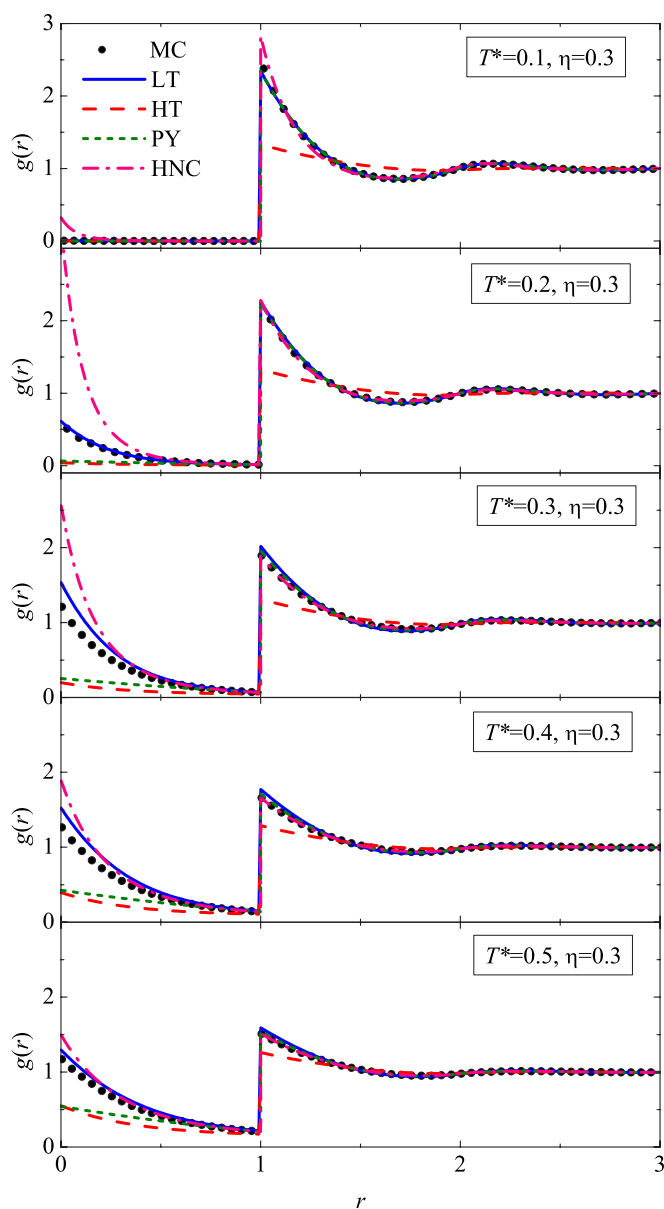 3
MC
T*=0.1, η=0.3
LT
2
HT
PY
g(r)
HNC
1
0
T*=0.2, η=0.3
2
g(r)
1
0
T*=0.3, η=0.3
2
g(r)
1
0
T*=0.4, η=0.3
2
g(r)
1
0
T*=0.5, η=0.3
2
g(r)
1
0
0 1 2 3
r